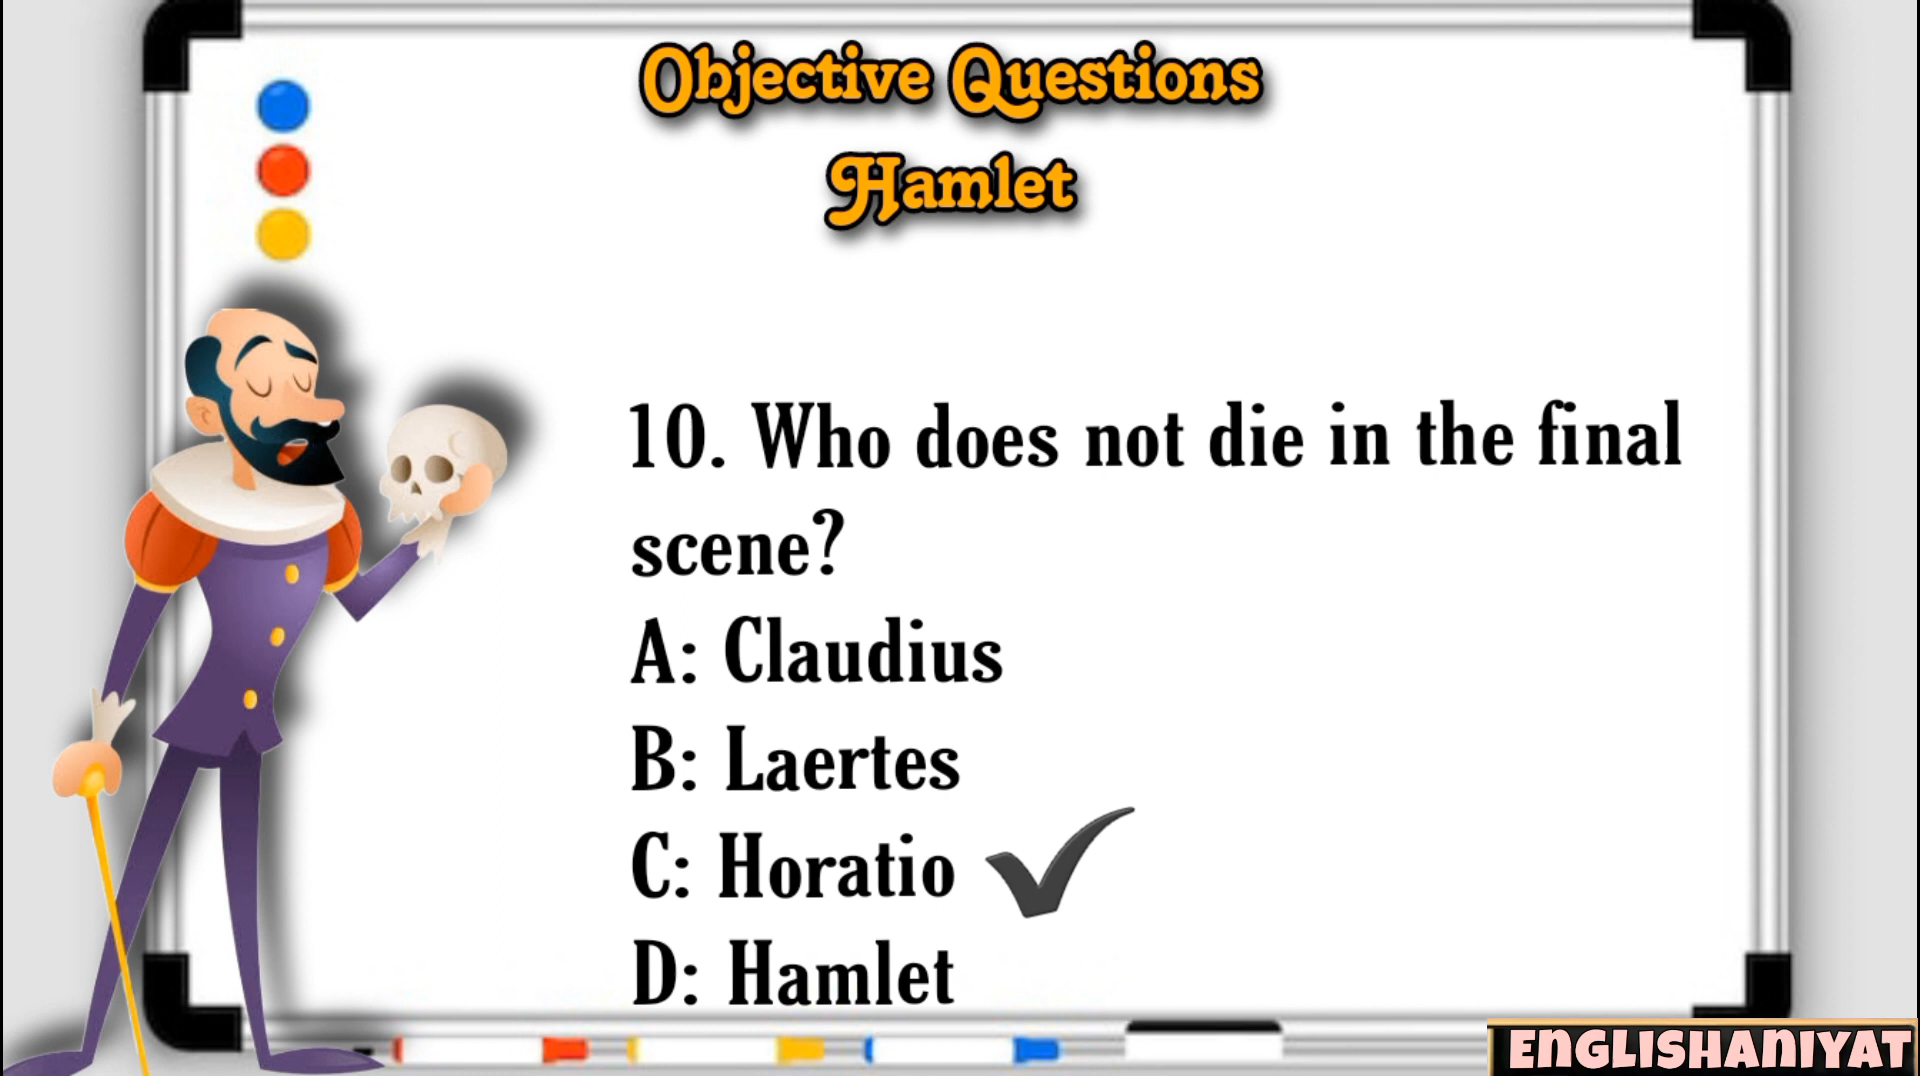 Objective Questions
Hamlet
10. Who does not die in the final
scene?
A: Claudius
B: Laertes
C: Horatio
D: Hamlet
ENGLISHANIYAT